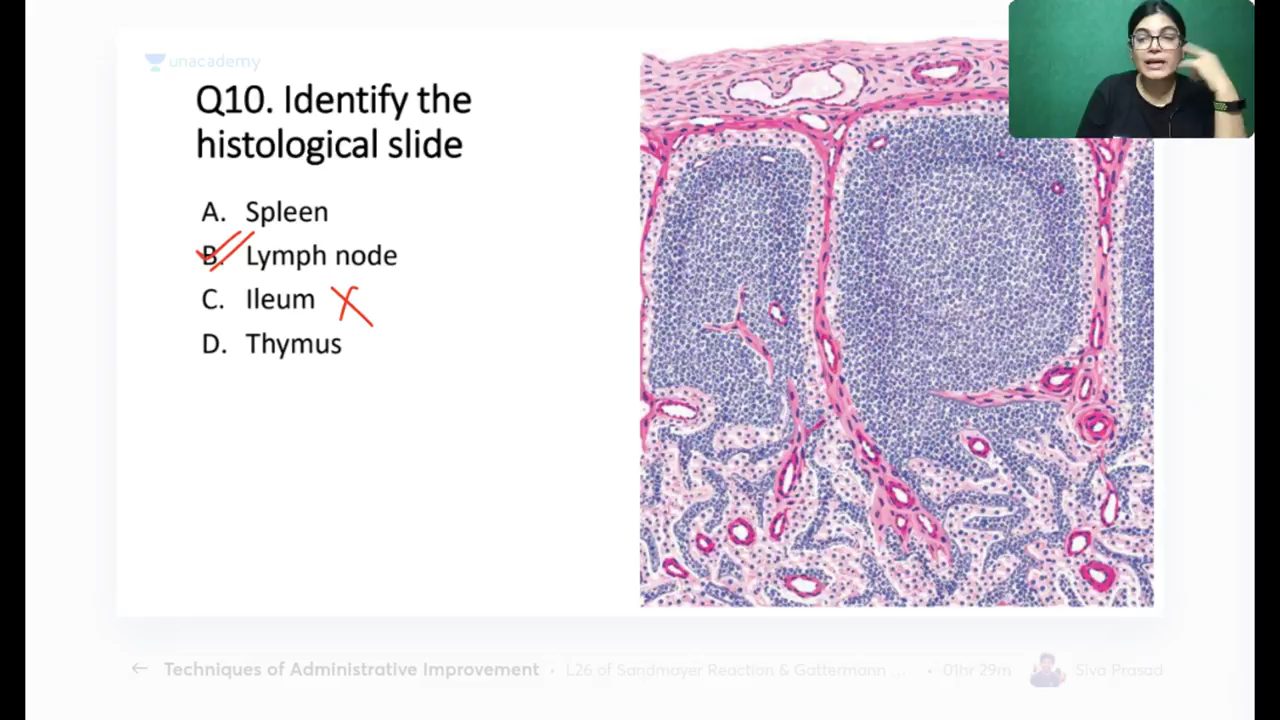 unacademy
Q10. Identify the
histological slide
A. Spleen
B. Lymph node
C. Ileum
D. Thymus
Techniques of Administrative Improvement • L26 of Sandmayer Reaction & Gattermann ... • 01hr 29m Siva Prasad